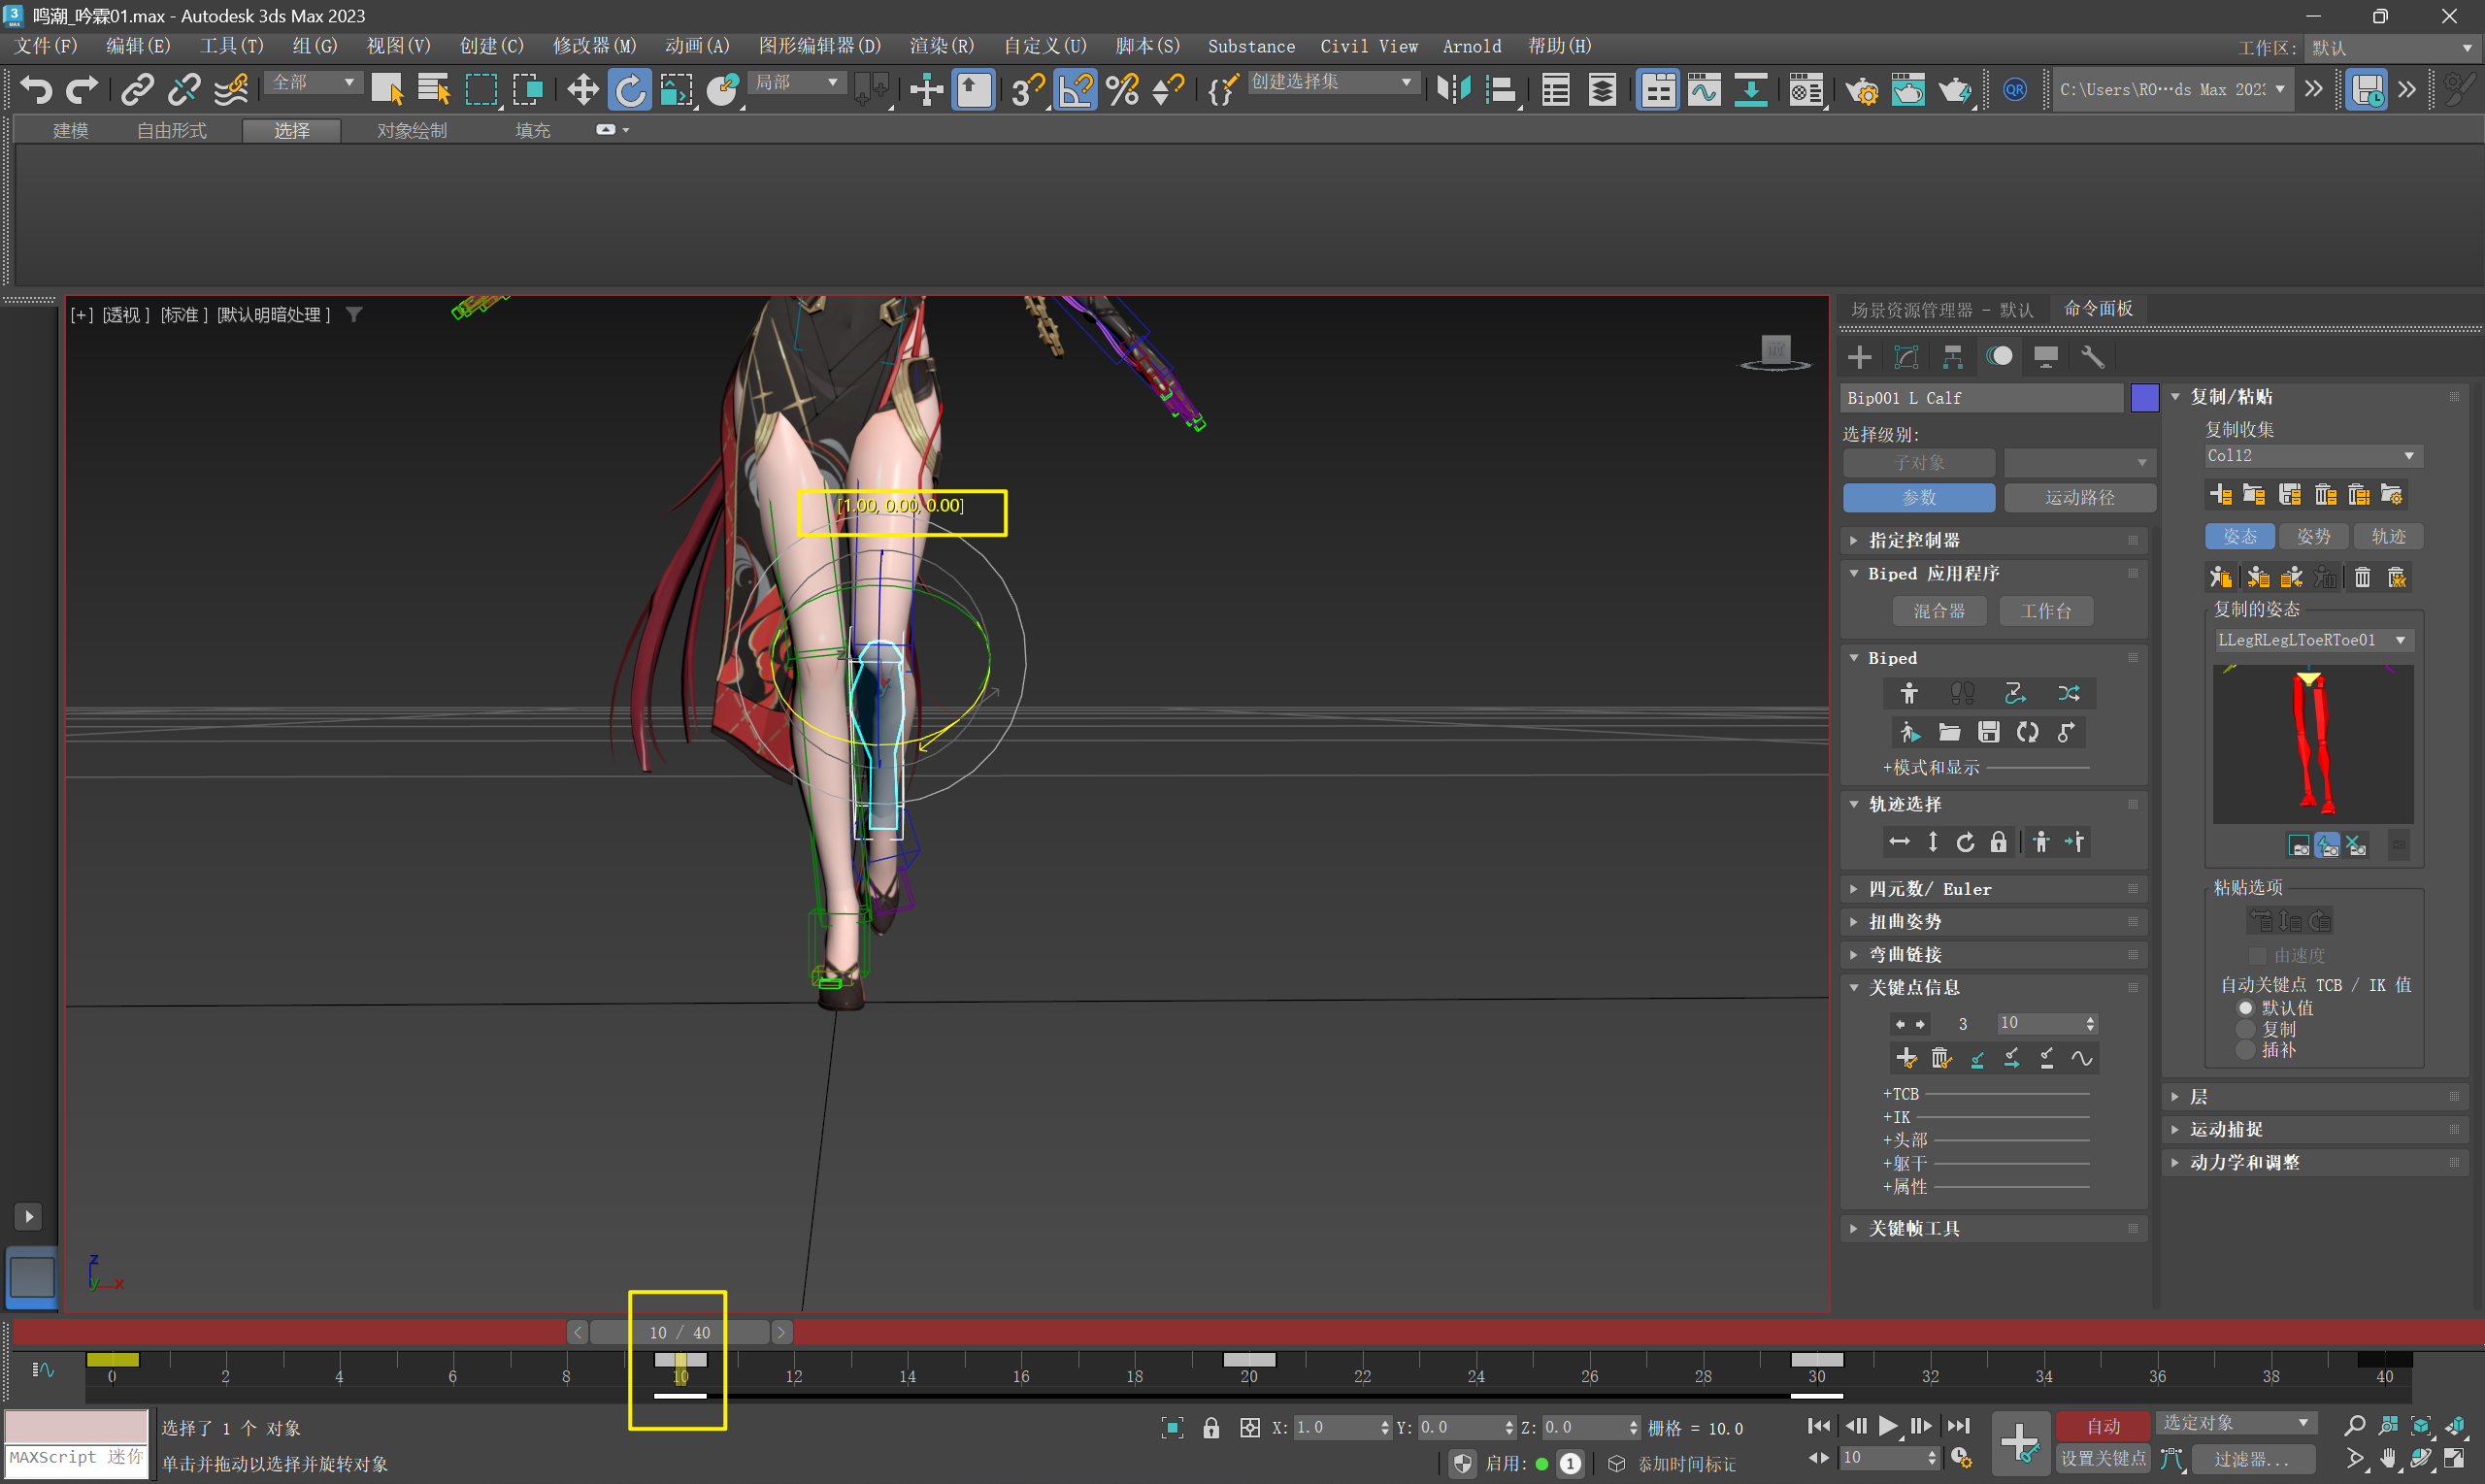 鸣潮_吟霖01.max - Autodesk 3ds Max 2023
文件(F) 编辑(E) 工具(T) 组(G) 视图(V) 创建(C) 修改器(M) 动画(A) 图形编辑器(D) 渲染(R) 自定义(U) 脚本(S) Substance Civil View Arnold 帮助(H)
工作区: 默认
全部 局部 创建选择集 QR C:\Users\RO···ds Max 202
建模 自由形式 选择 对象绘制 填充
[+] [透视] [标准] [默认明暗处理]
场景资源管理器 - 默认 命令面板
Bip001 L Calf
选择级别:
子对象
参数 运动路径
指定控制器
Biped 应用程序
混合器 工作台
Biped
+模式和显示
轨迹选择
四元数/ Euler
扭曲姿势
弯曲链接
关键点信息
3 10
+TCB
+IK
+头部
+躯干
+属性
关键帧工具
复制/粘贴
复制收集
Col12
姿态 姿势 轨迹
复制的姿态
LLegRLegLToeRToe01
粘贴选项
由速度
自动关键点 TCB / IK 值
默认值
复制
插补
层
运动捕捉
动力学和调整
[1.00, 0.00, 0.00]
z
y
x
10 / 40
0 2 4 6 8 10 12 14 16 18 20 22 24 26 28 30 32 34 36 38 40
选择了 1 个 对象
X: 1.0 Y: 0.0 Z: 0.0 栅格 = 10.0
自动 选定对象
MAXScript 迷你
单击并拖动以选择并旋转对象
启用: 1 添加时间标记
10
设置关键点 过滤器...